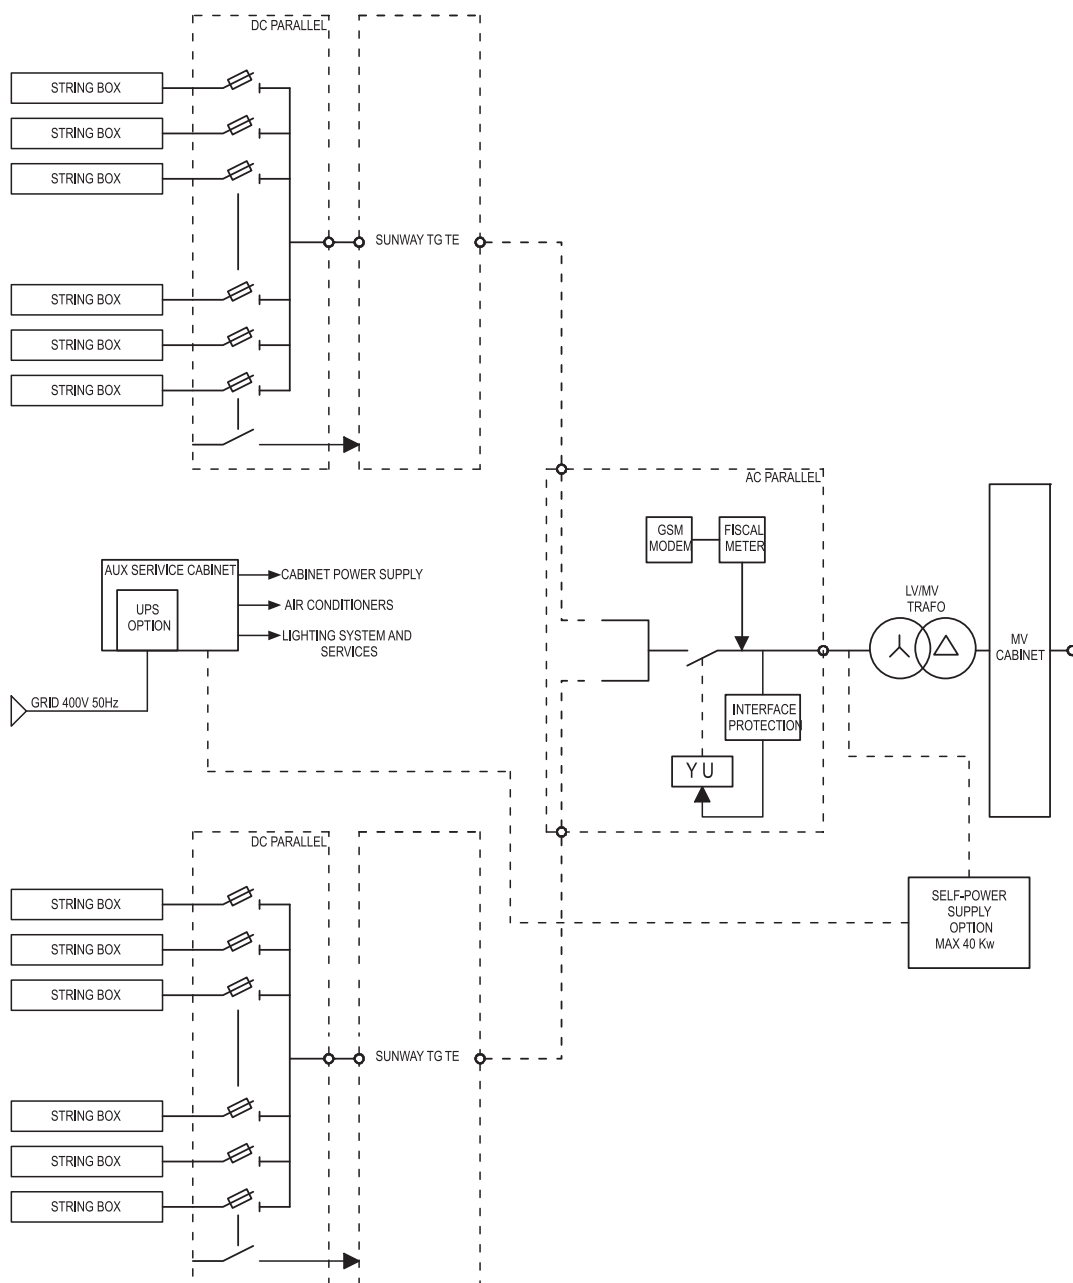 DC PARALLEL
STRING BOX
STRING BOX
STRING BOX
SUNWAY TG TE
STRING BOX
STRING BOX
STRING BOX
AC PARALLEL
GSM
MODEM
FISCAL
METER
AUX SERVICE CABINET
UPS
OPTION
CABINET POWER SUPPLY
AIR CONDITIONERS
LIGHTING SYSTEM AND
SERVICES
GRID 400V 50Hz
LV/MV
TRAFO
MV
CABINET
INTERFACE
PROTECTION
Y U
DC PARALLEL
STRING BOX
STRING BOX
STRING BOX
SUNWAY TG TE
STRING BOX
STRING BOX
STRING BOX
SELF-POWER
SUPPLY
OPTION
MAX 40 Kw